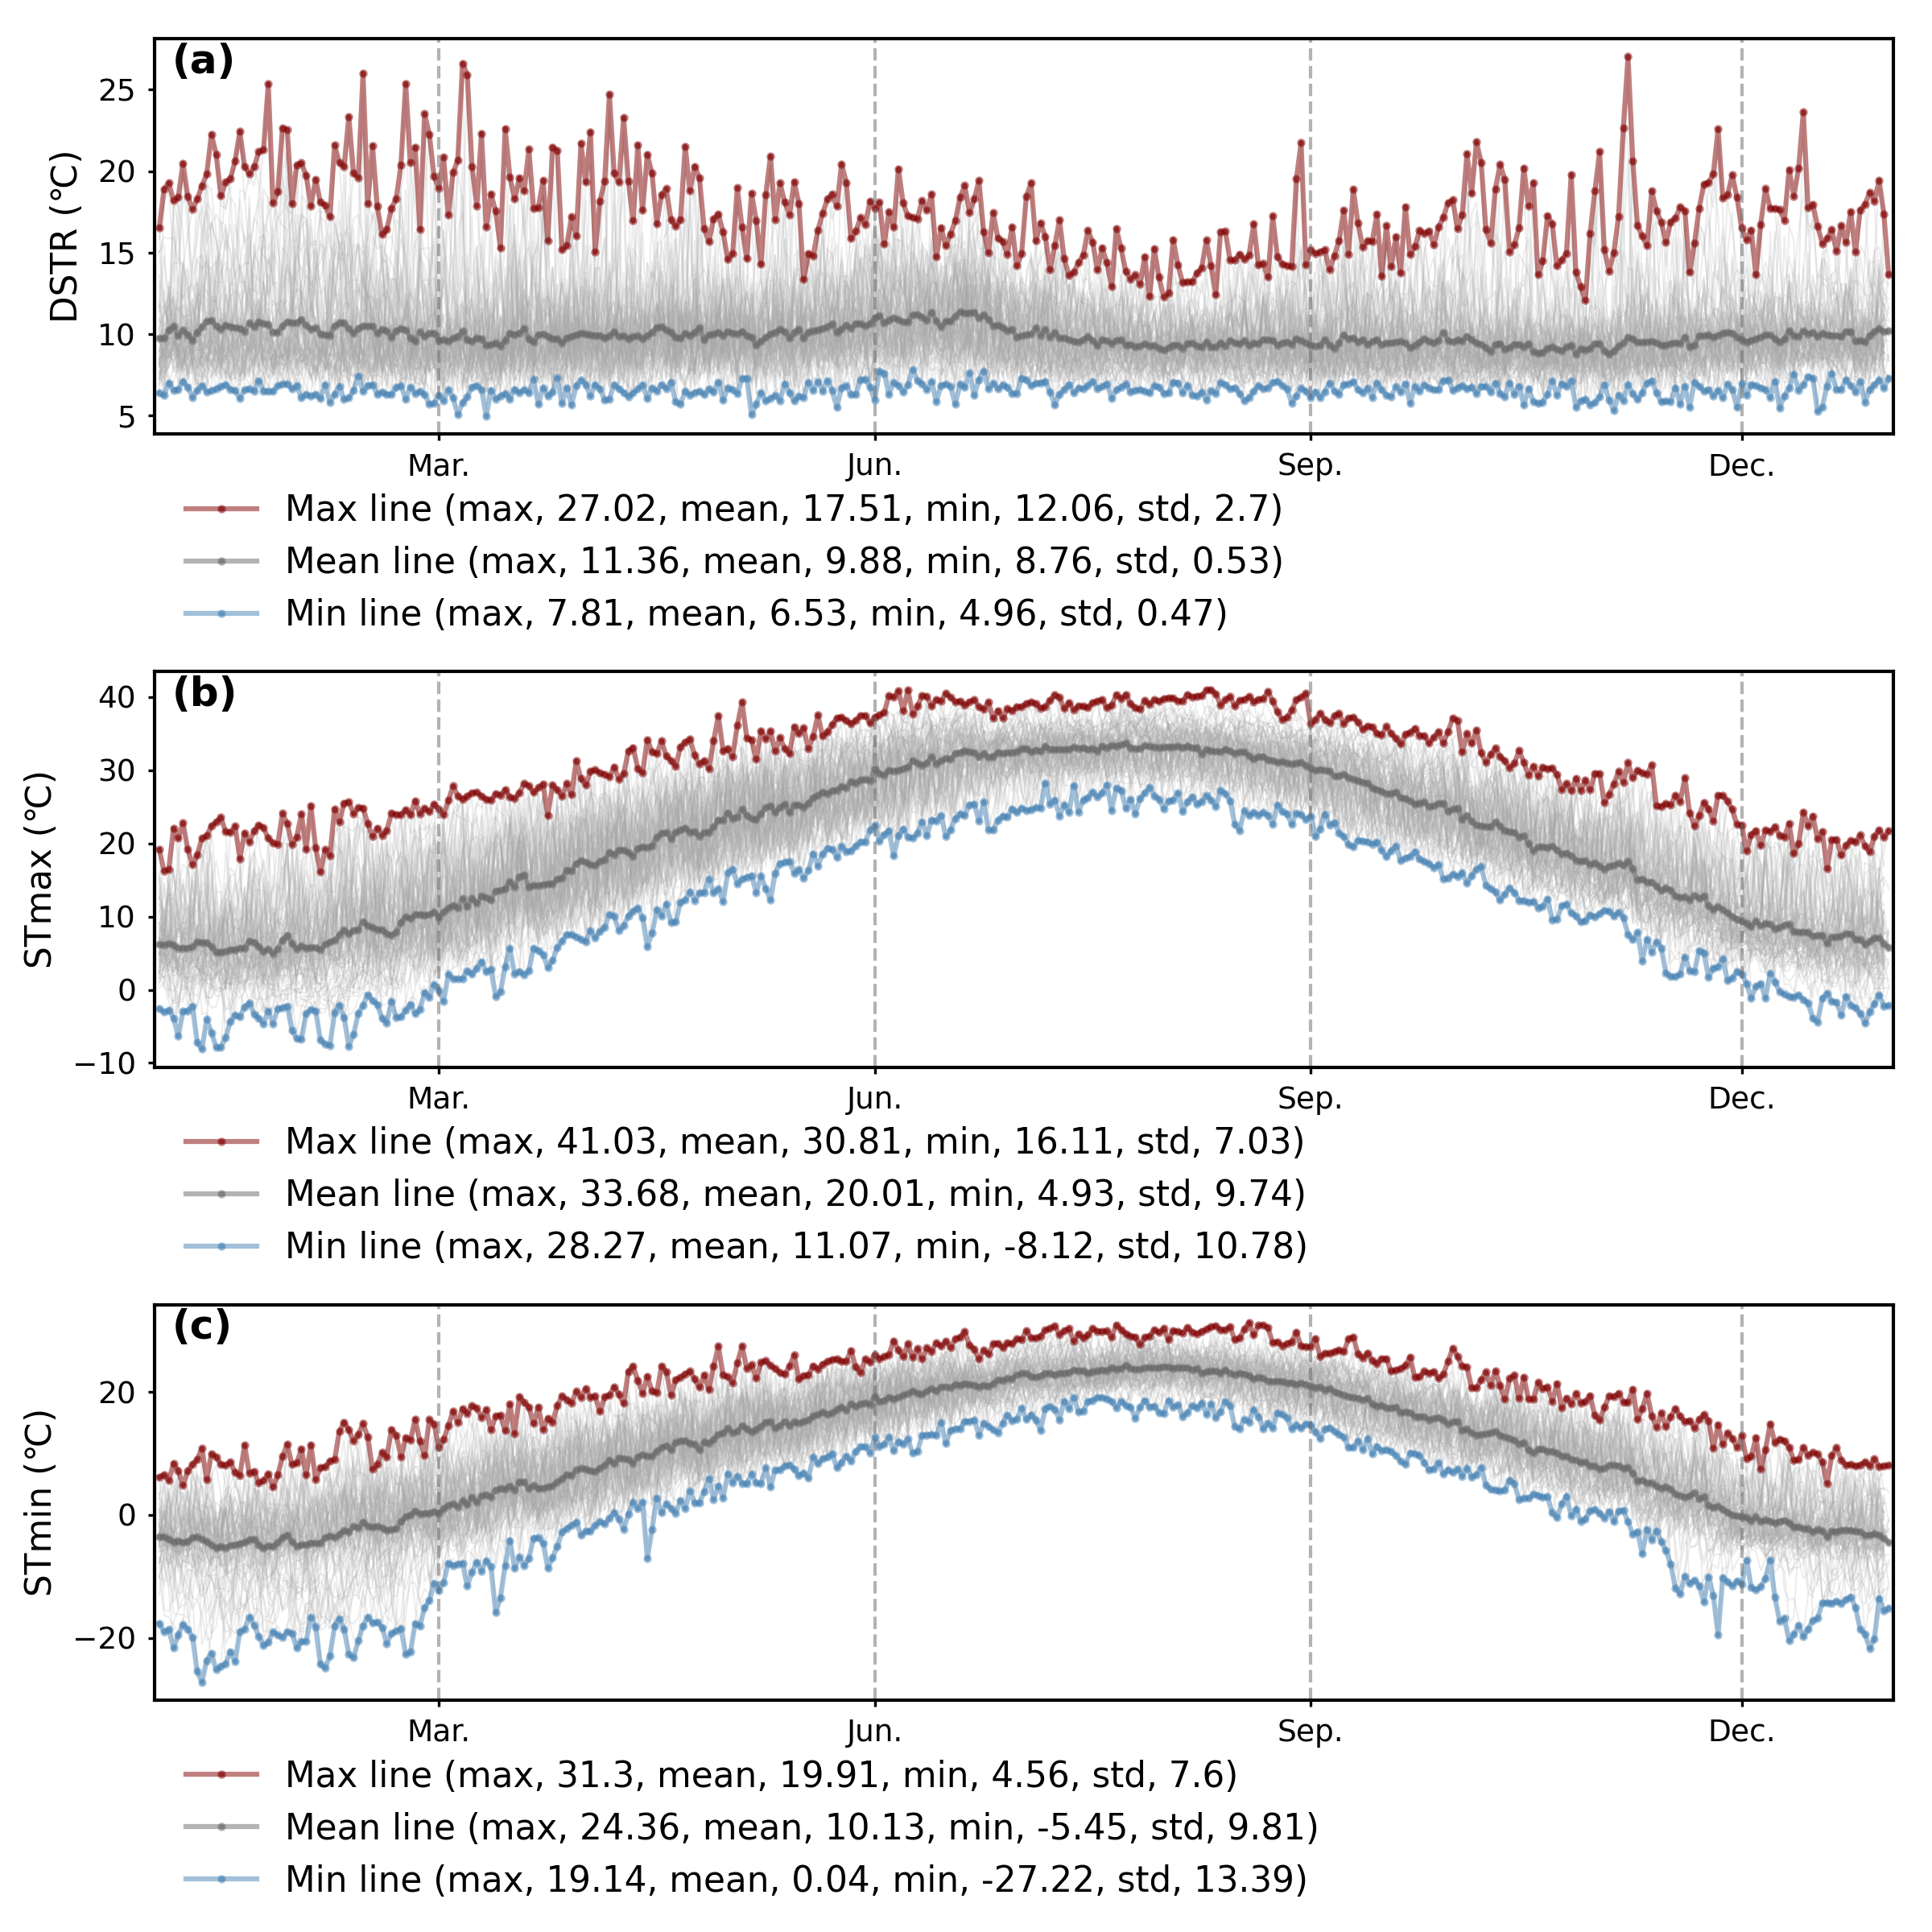 (a)
25
20
15
10
5
DSTR (℃)
Mar. Jun. Sep. Dec.
Max line (max, 27.02, mean, 17.51, min, 12.06, std, 2.7)
Mean line (max, 11.36, mean, 9.88, min, 8.76, std, 0.53)
Min line (max, 7.81, mean, 6.53, min, 4.96, std, 0.47)
(b)
40
30
20
10
0
−10
STmax (℃)
Mar. Jun. Sep. Dec.
Max line (max, 41.03, mean, 30.81, min, 16.11, std, 7.03)
Mean line (max, 33.68, mean, 20.01, min, 4.93, std, 9.74)
Min line (max, 28.27, mean, 11.07, min, -8.12, std, 10.78)
(c)
20
0
−20
STmin (℃)
Mar. Jun. Sep. Dec.
Max line (max, 31.3, mean, 19.91, min, 4.56, std, 7.6)
Mean line (max, 24.36, mean, 10.13, min, -5.45, std, 9.81)
Min line (max, 19.14, mean, 0.04, min, -27.22, std, 13.39)